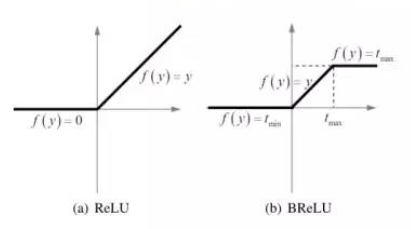 f(y)=y
f(y)=0
(a) ReLU
f(y)=t_max
f(y)=y
f(y)=t_min
t_max
(b) BReLU